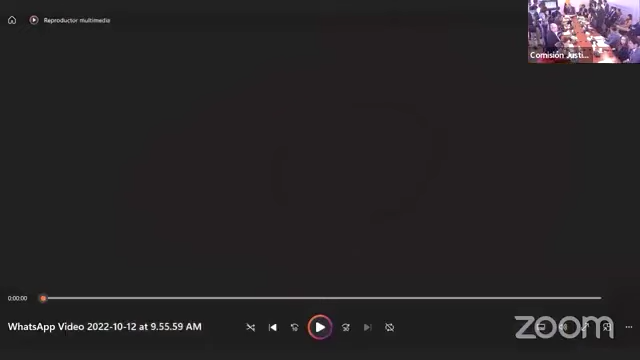 Reproductor multimedia
Comisión Justi...
0:00:00
WhatsApp Video 2022-10-12 at 9.55.59 AM
zoom